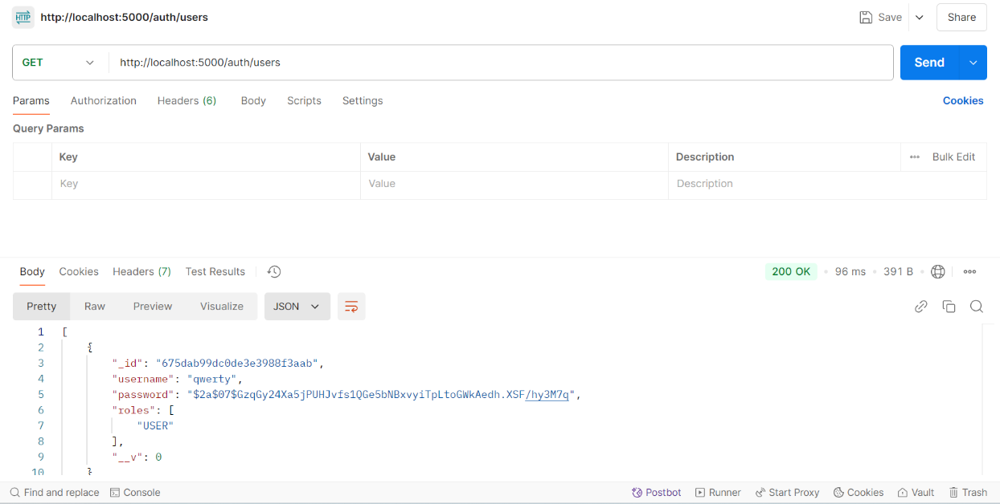 HTTP http://localhost:5000/auth/users Save Share
GET http://localhost:5000/auth/users Send
Params Authorization Headers (6) Body Scripts Settings Cookies
Query Params
Key Value Description Bulk Edit
Key Value Description
Body Cookies Headers (7) Test Results 200 OK 96 ms 391 B
Pretty Raw Preview Visualize JSON
1 [
2 {
3 "_id": "675dab99dc0de3e3988f3aab",
4 "username": "qwerty",
5 "password": "$2a$07$GzqGy24Xa5jPUHJvfs1QGe5bNBxvyiTpLtoGWkAedh.XSF/hy3M7q",
6 "roles": [
7 "USER"
8 ],
9 "__v": 0
10 }
Find and replace Console Postbot Runner Start Proxy Cookies Vault Trash